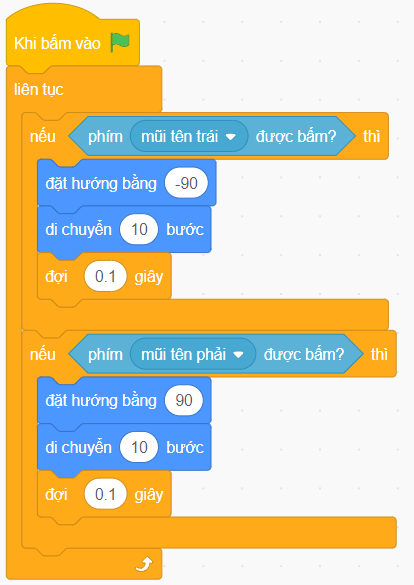 Khi bấm vào
liên tục
nếu phím mũi tên trái được bấm? thì
đặt hướng bằng -90
di chuyển 10 bước
đợi 0.1 giây
nếu phím mũi tên phải được bấm? thì
đặt hướng bằng 90
di chuyển 10 bước
đợi 0.1 giây